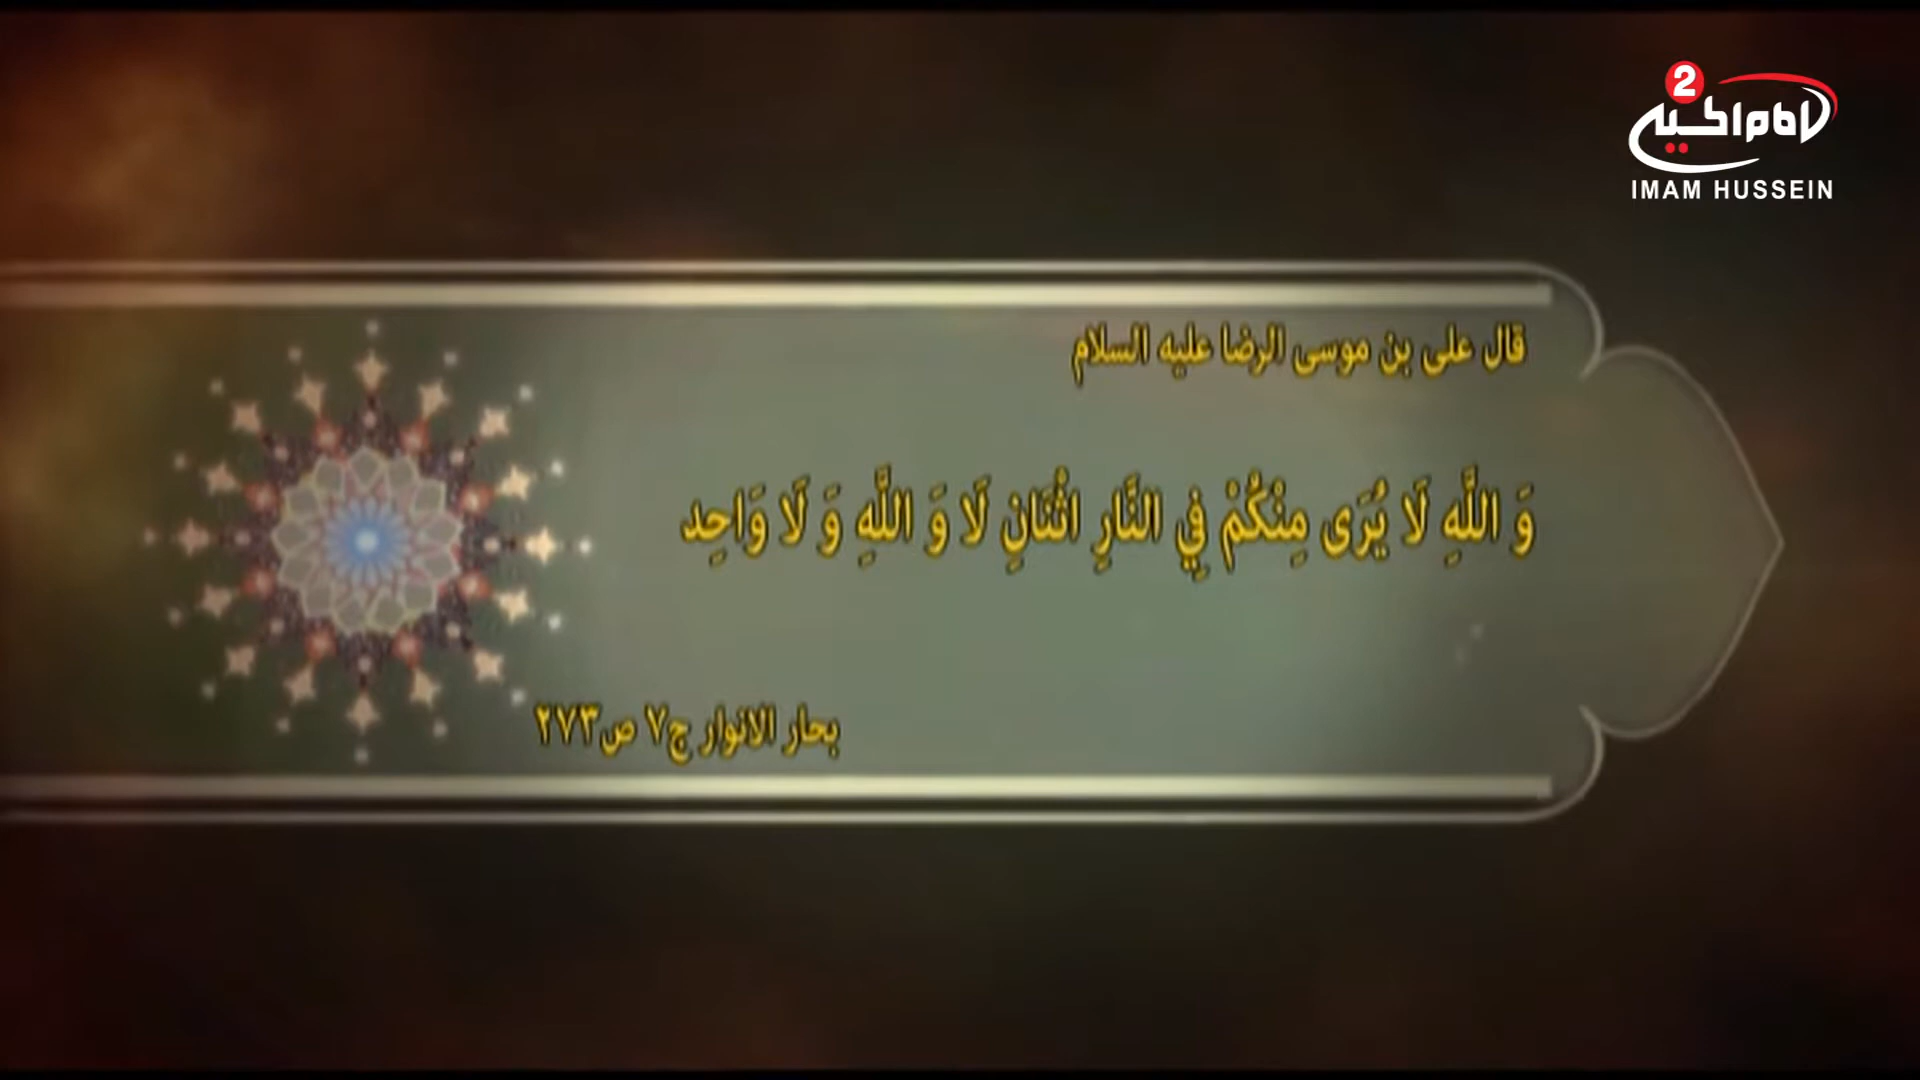 2
امام الحسین
IMAM HUSSEIN
قال علی بن موسی الرضا علیه السلام
وَ اللَّهِ لَا يُرَى مِنْكُمْ فِي النَّارِ اثْنَانِ لَا وَ اللَّهِ وَ لَا وَاحِد
بحار الانوار ج۷ ص۲۷۳